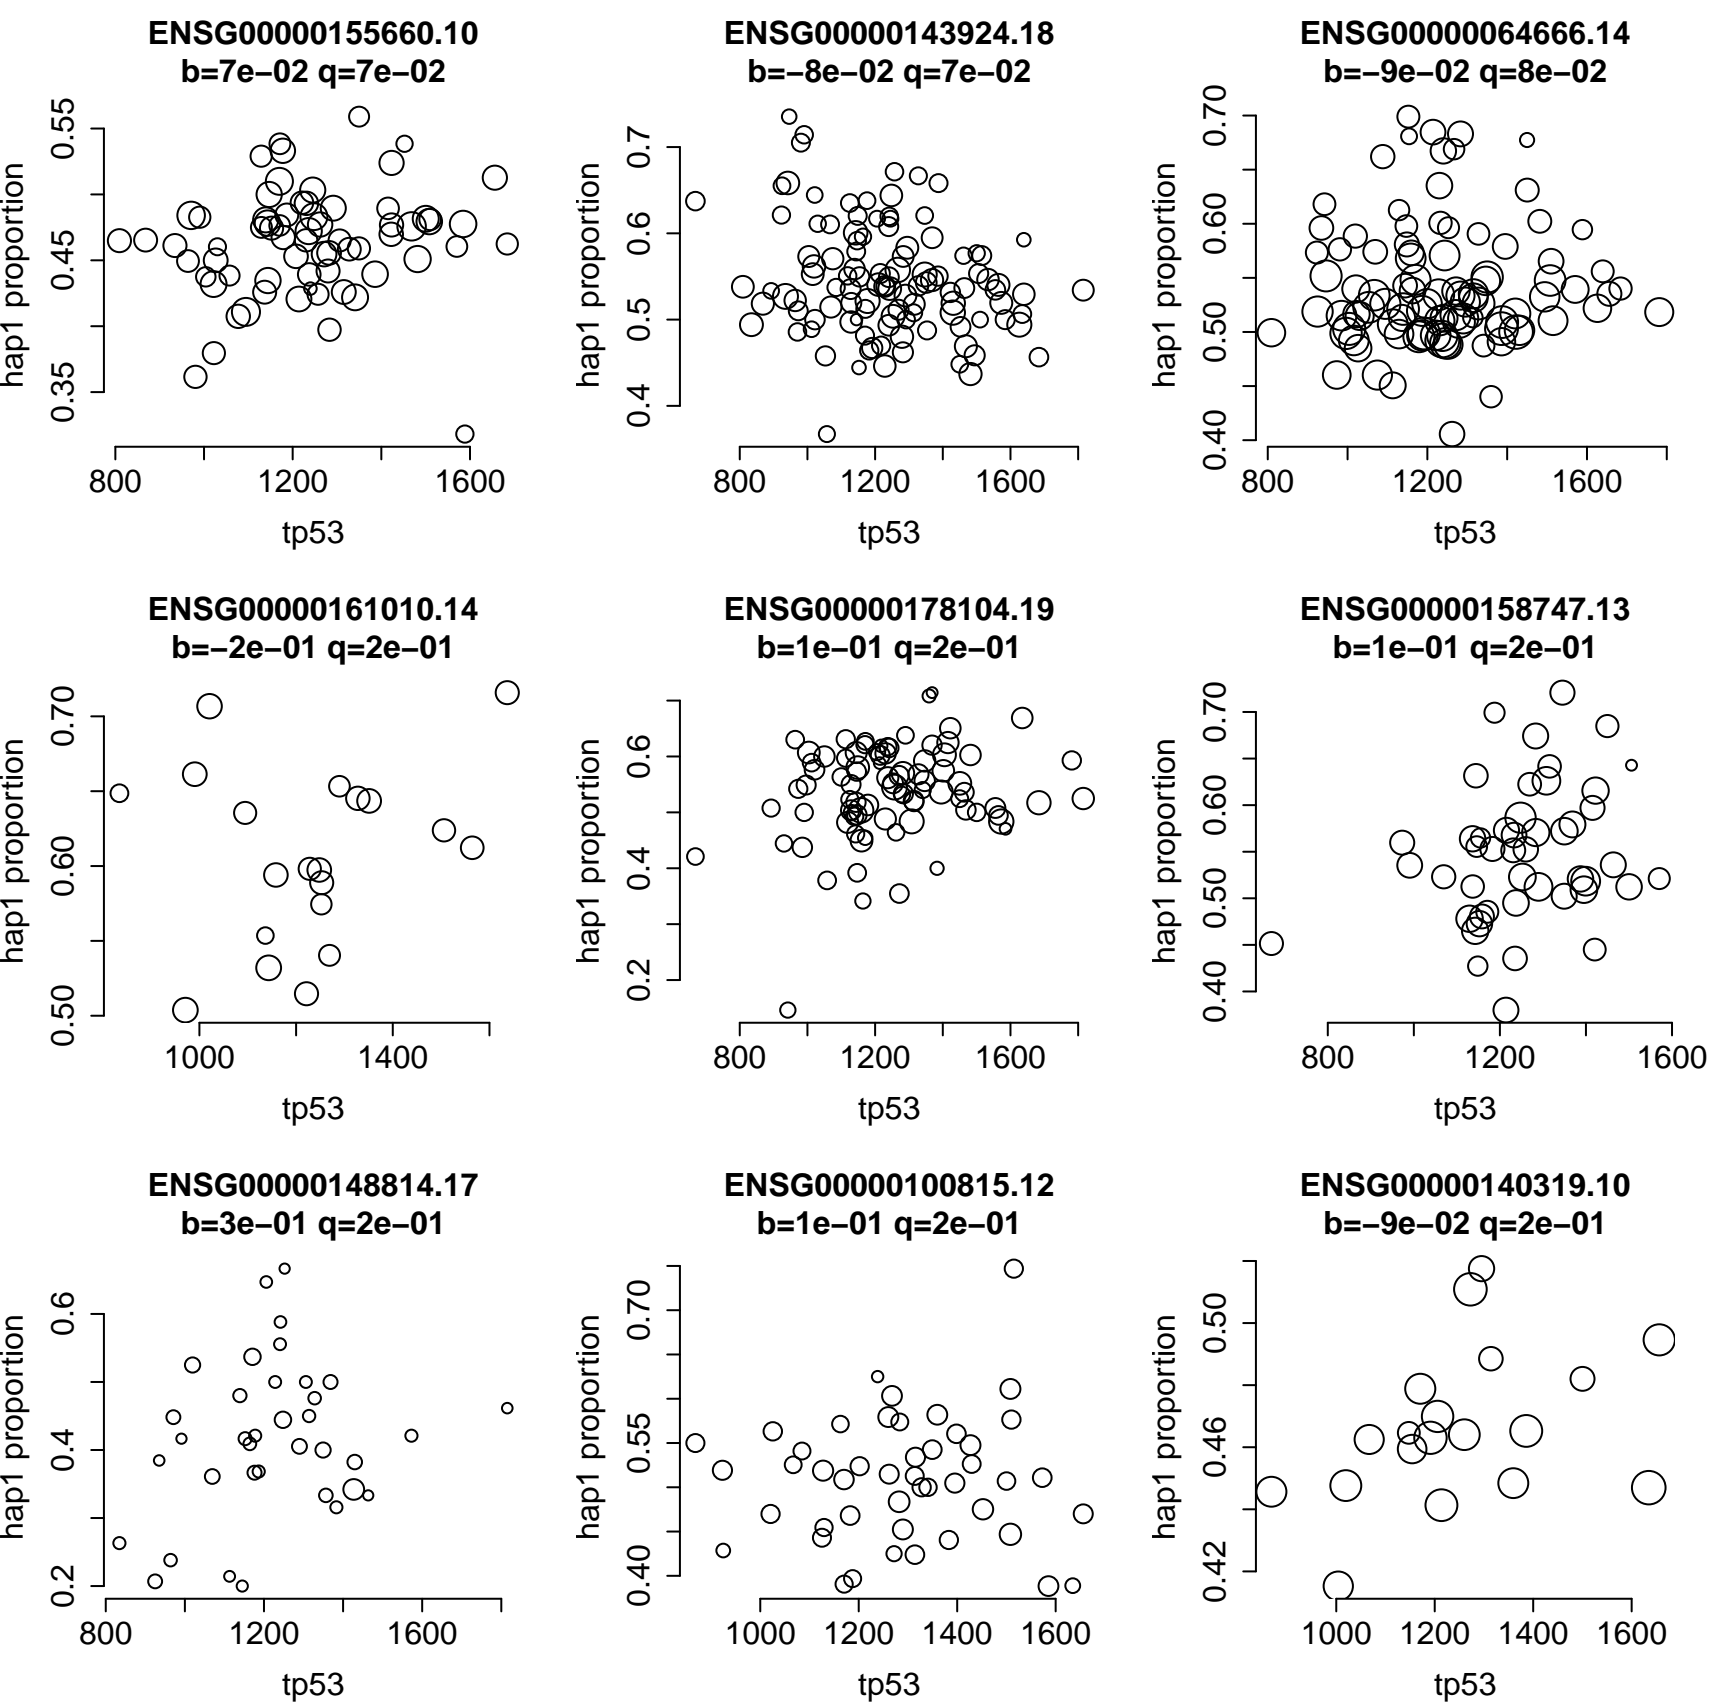 ENSG00000155660.10
b=7e−02 q=7e−02
hap1 proportion
0.35 0.45 0.55
800 1200 1600
tp53
ENSG00000143924.18
b=−8e−02 q=7e−02
hap1 proportion
0.4 0.5 0.6 0.7
800 1200 1600
tp53
ENSG00000064666.14
b=−9e−02 q=8e−02
hap1 proportion
0.40 0.50 0.60 0.70
800 1200 1600
tp53
ENSG00000161010.14
b=−2e−01 q=2e−01
hap1 proportion
0.50 0.60 0.70
1000 1400
tp53
ENSG00000178104.19
b=1e−01 q=2e−01
hap1 proportion
0.2 0.4 0.6
800 1200 1600
tp53
ENSG00000158747.13
b=1e−01 q=2e−01
hap1 proportion
0.40 0.50 0.60 0.70
800 1200 1600
tp53
ENSG00000148814.17
b=3e−01 q=2e−01
hap1 proportion
0.2 0.4 0.6
800 1200 1600
tp53
ENSG00000100815.12
b=1e−01 q=2e−01
hap1 proportion
0.40 0.55 0.70
1000 1200 1400 1600
tp53
ENSG00000140319.10
b=−9e−02 q=2e−01
hap1 proportion
0.42 0.46 0.50
1000 1200 1400 1600
tp53